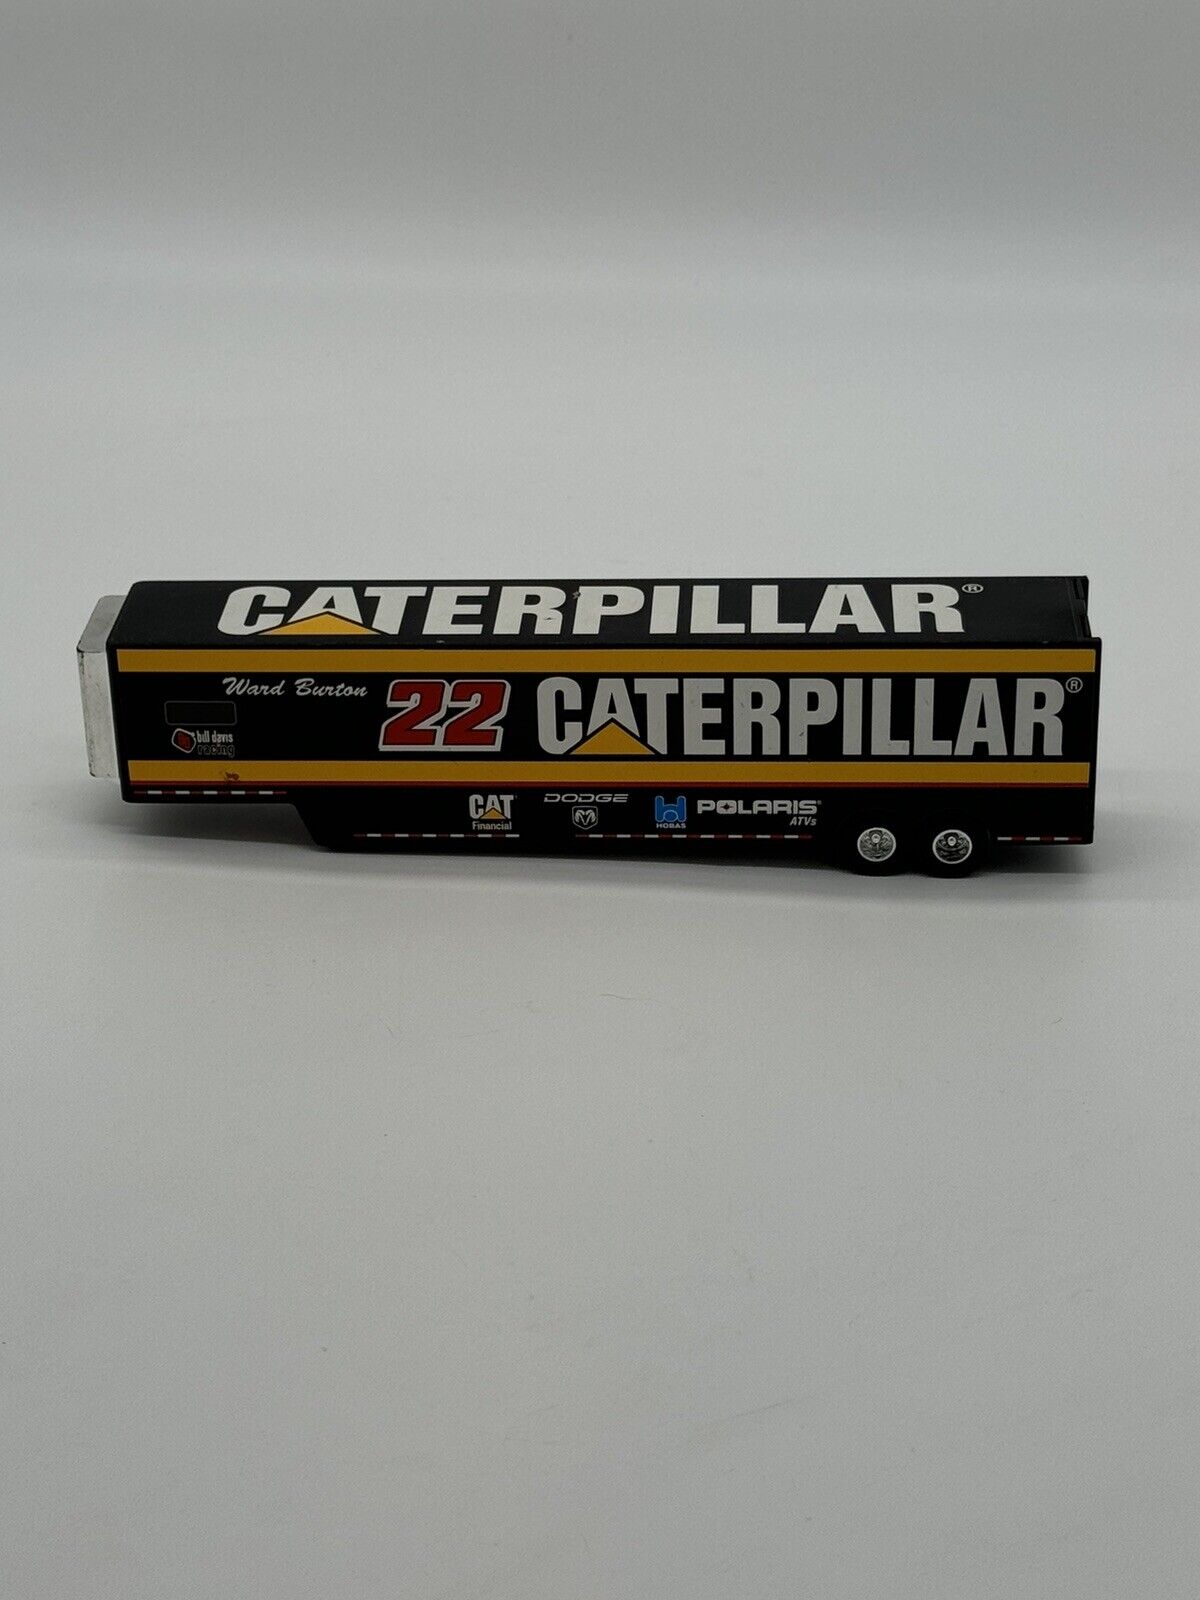 CATERPILLAR®
Ward Burton 22 CATERPILLAR®
bill davis
racing
CAT
Financial
DODGE
HOBAS
POLARIS®
ATVs